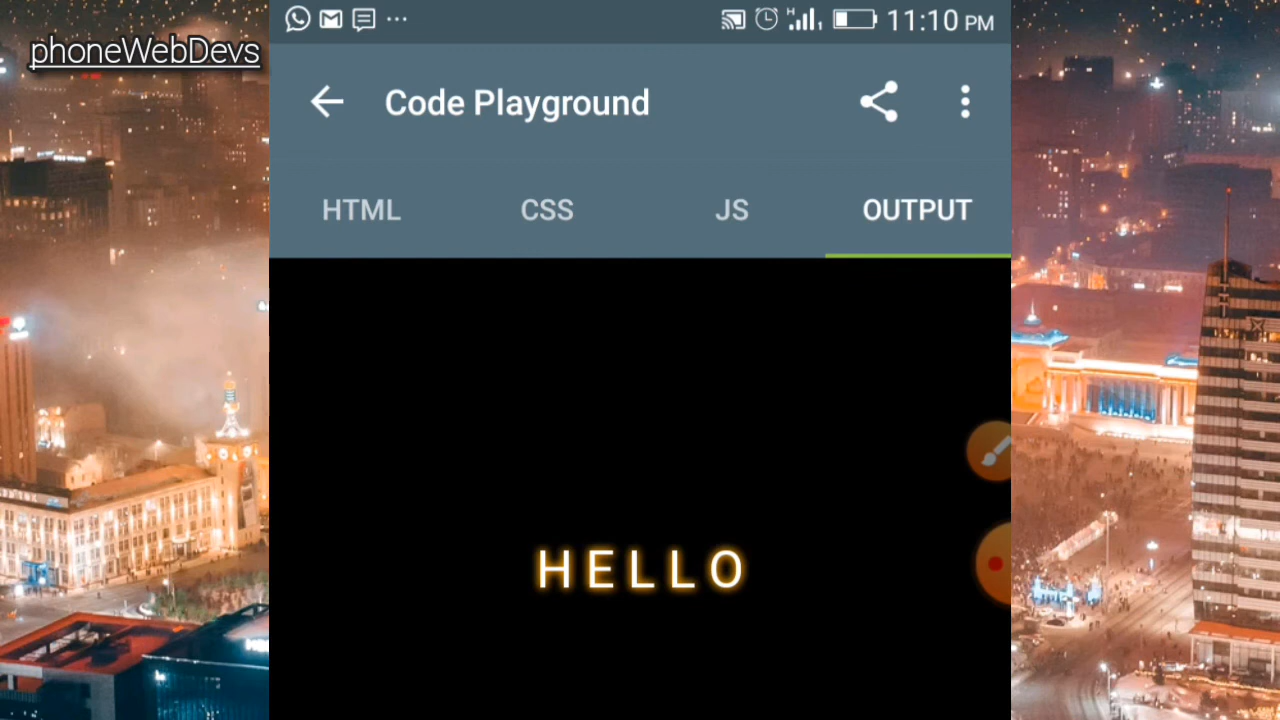 phoneWebDevs
H 11:10 PM
Code Playground
HTML CSS JS OUTPUT
HELLO